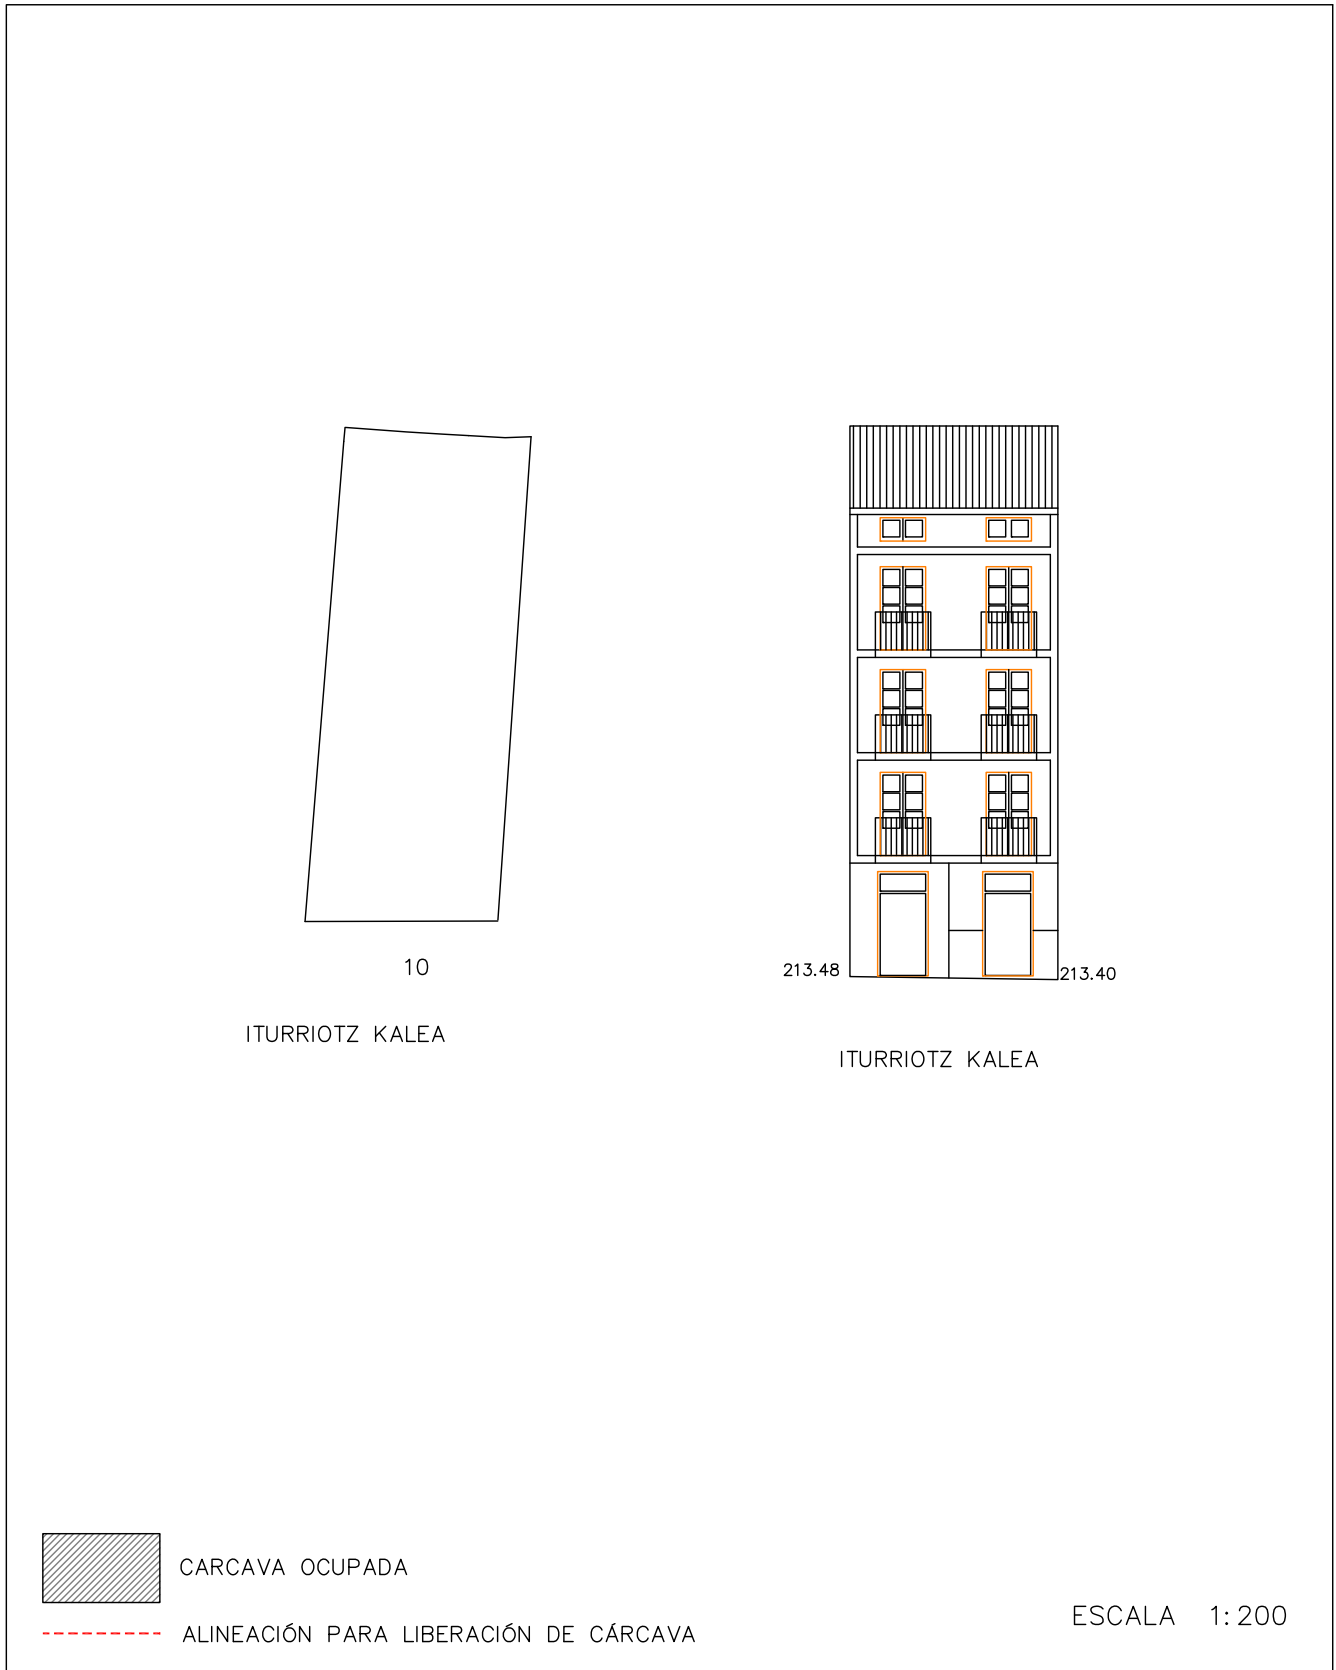 10
ITURRIOTZ KALEA
213.48
213.40
ITURRIOTZ KALEA
CARCAVA OCUPADA
ALINEACIÓN PARA LIBERACIÓN DE CÁRCAVA
ESCALA 1:200